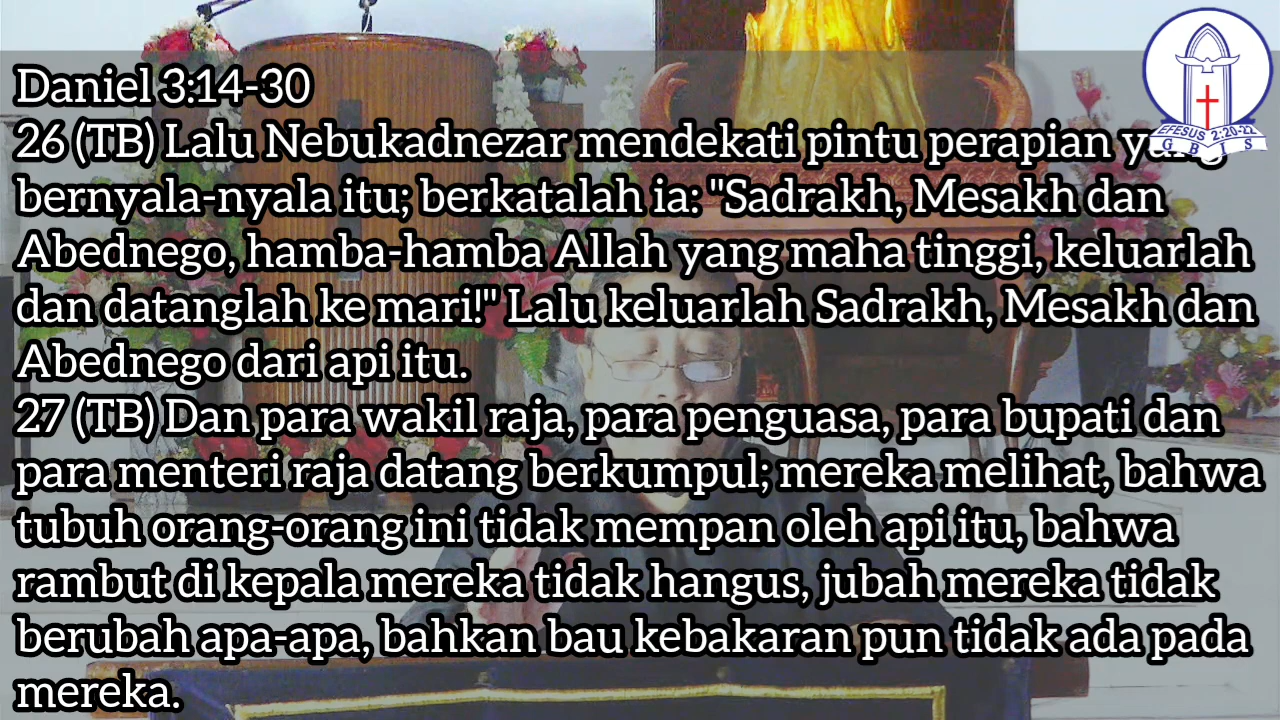 Daniel 3:14-30
26 (TB) Lalu Nebukadnezar mendekati pintu perapian yang
bernyala-nyala itu; berkatalah ia: "Sadrakh, Mesakh dan
Abednego, hamba-hamba Allah yang maha tinggi, keluarlah
dan datanglah ke mari!" Lalu keluarlah Sadrakh, Mesakh dan
Abednego dari api itu.
27 (TB) Dan para wakil raja, para penguasa, para bupati dan
para menteri raja datang berkumpul; mereka melihat, bahwa
tubuh orang-orang ini tidak mempan oleh api itu, bahwa
rambut di kepala mereka tidak hangus, jubah mereka tidak
berubah apa-apa, bahkan bau kebakaran pun tidak ada pada
mereka.
EFESUS 2:20-22
G B I S